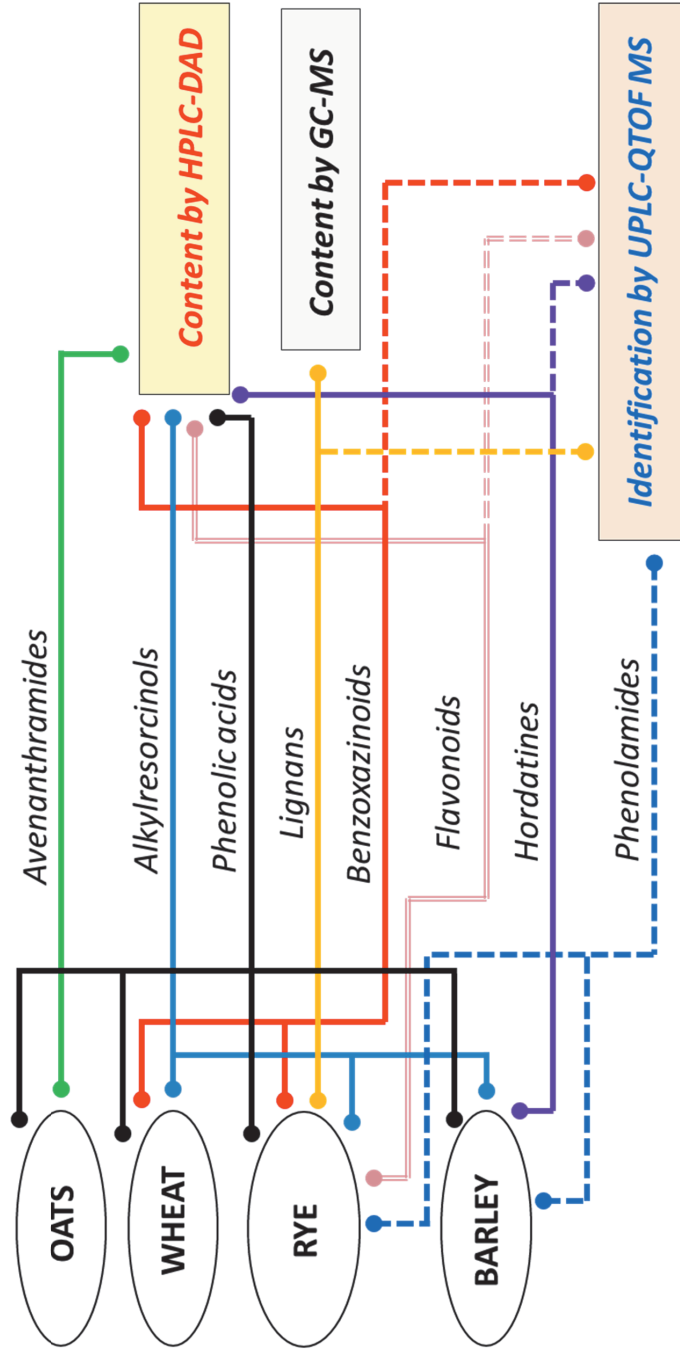 OATS
WHEAT
RYE
BARLEY
Avenanthramides
Alkylresorcinols
Phenolic acids
Lignans
Benzoxazinoids
Flavonoids
Hordatines
Phenolamides
Content by HPLC-DAD
Content by GC-MS
Identification by UPLC-QTOF MS